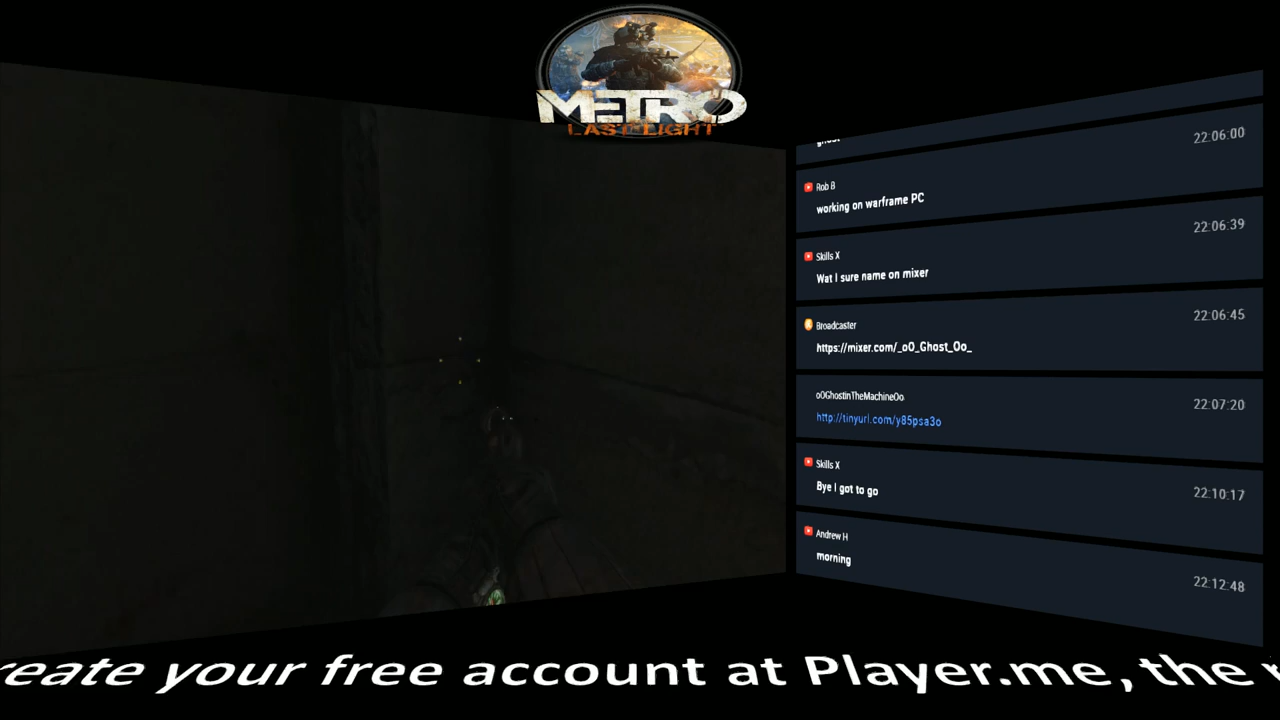 METRO
LAST LIGHT
ghost
22:06:00
Rob B
working on warframe PC
22:06:39
Skills X
Wat I sure name on mixer
22:06:45
Broadcaster
https://mixer.com/_oO_Ghost_Oo_
22:07:20
oOGhostinTheMachineOo
http://tinyurl.com/y85psa3o
22:10:17
Skills X
Bye I got to go
22:12:48
Andrew H
morning
reate your free account at Player.me, the